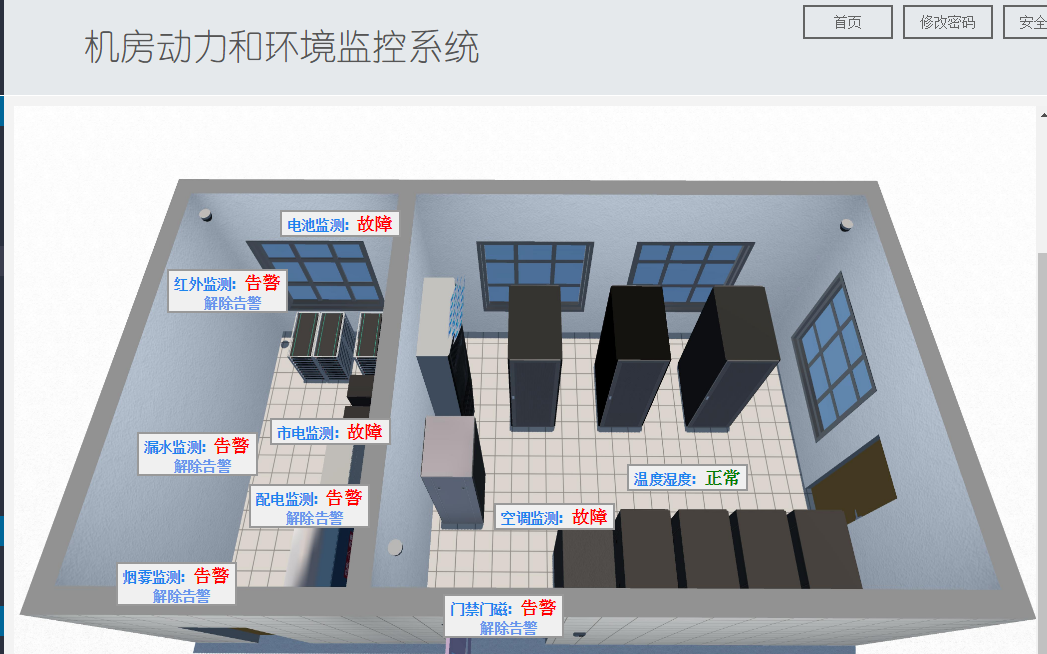 首页
修改密码
安全
机房动力和环境监控系统
电池监测: 故障
红外监测: 告警
解除告警
市电监测: 故障
漏水监测: 告警
解除告警
温度湿度: 正常
配电监测: 告警
解除告警
空调监测: 故障
烟雾监测: 告警
解除告警
门禁门磁: 告警
解除告警